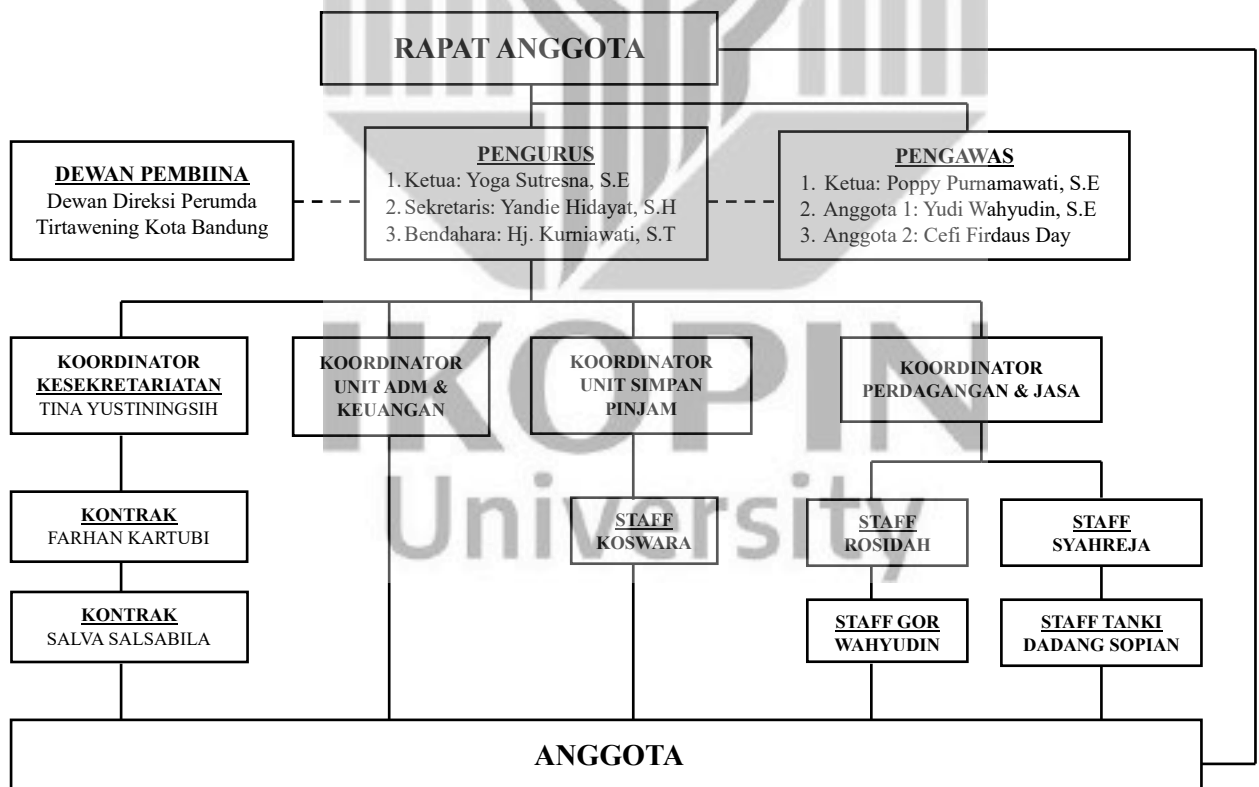 RAPAT ANGGOTA
DEWAN PEMBIINA
Dewan Direksi Perumda
Tirtawening Kota Bandung
PENGURUS
1. Ketua: Yoga Sutresna, S.E
2. Sekretaris: Yandie Hidayat, S.H
3. Bendahara: Hj. Kurniawati, S.T
PENGAWAS
1. Ketua: Poppy Purnamawati, S.E
2. Anggota 1: Yudi Wahyudin, S.E
3. Anggota 2: Cefi Firdaus Day
KOORDINATOR
KESEKRETARIATAN
TINA YUSTININGSIH
KOORDINATOR
UNIT ADM &
KEUANGAN
KOORDINATOR
UNIT SIMPAN
PINJAM
KOORDINATOR
PERDAGANGAN & JASA
IKOPIN
University
KONTRAK
FARHAN KARTUBI
STAFF
KOSWARA
STAFF
ROSIDAH
STAFF
SYAHREJA
KONTRAK
SALVA SALSABILA
STAFF GOR
WAHYUDIN
STAFF TANKI
DADANG SOPIAN
ANGGOTA